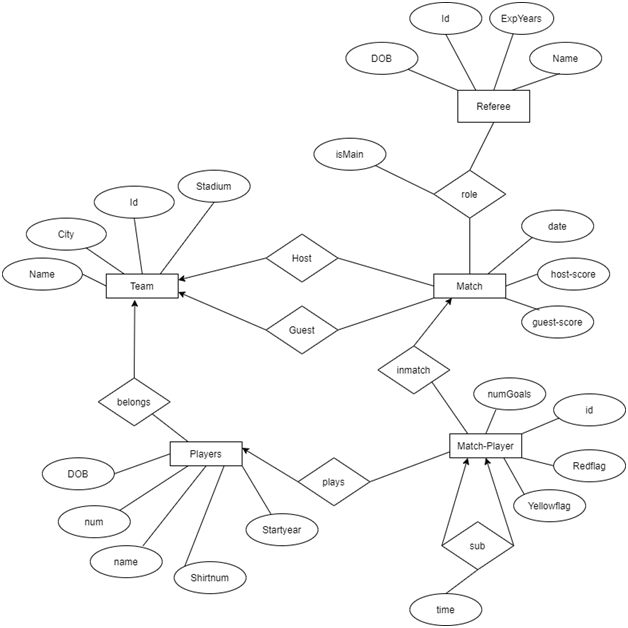 Id
ExpYears
DOB
Name
Referee
isMain
role
Stadium
Id
City
Name
Team
Host
Guest
Match
date
host-score
guest-score
inmatch
belongs
numGoals
id
Match-Player
Redflag
Yellowflag
Players
plays
DOB
num
name
Shirtnum
Startyear
sub
time